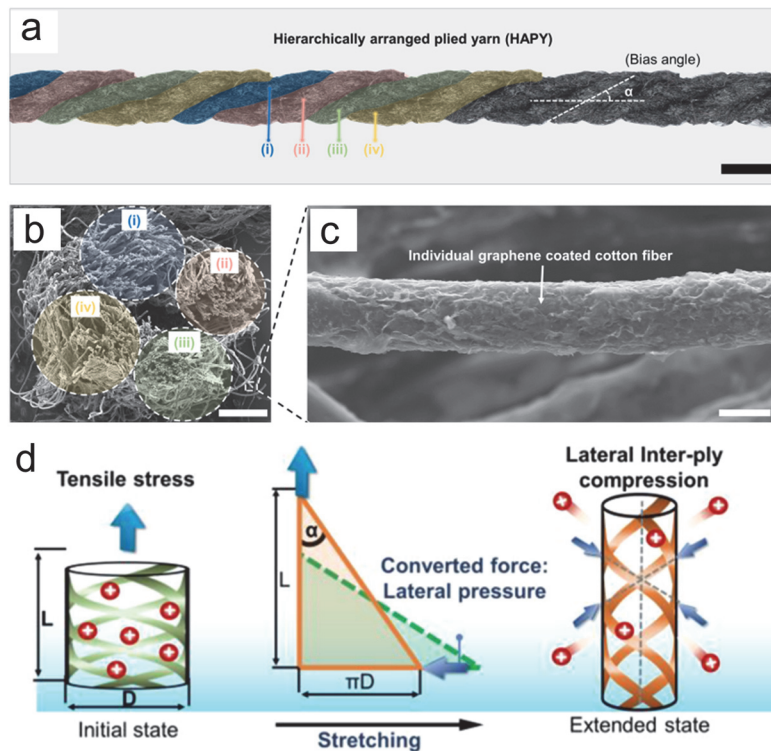 a
Hierarchically arranged plied yarn (HAPY)
(Bias angle)
α
(i)
(ii)
(iii)
(iv)
b
(i)
(ii)
(iv)
(iii)
c
Individual graphene coated cotton fiber
d
Tensile stress
L
D
Initial state
α
L
πD
Converted force:
Lateral pressure
Stretching
Lateral Inter-ply
compression
Extended state